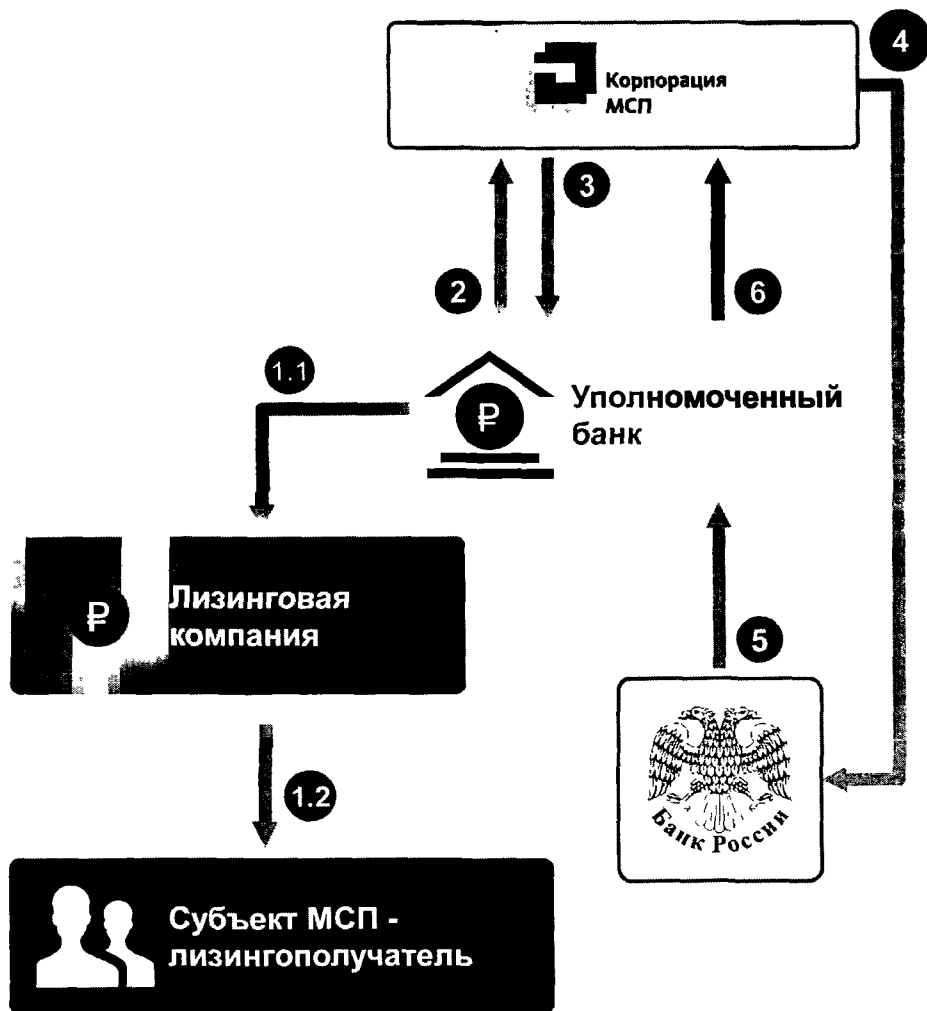 4
Корпорация
МСП
3
2
6
1.1
₽
Уполномоченный
банк
₽
Лизинговая
компания
5
1.2
Банк России
Субъект МСП -
лизингополучатель